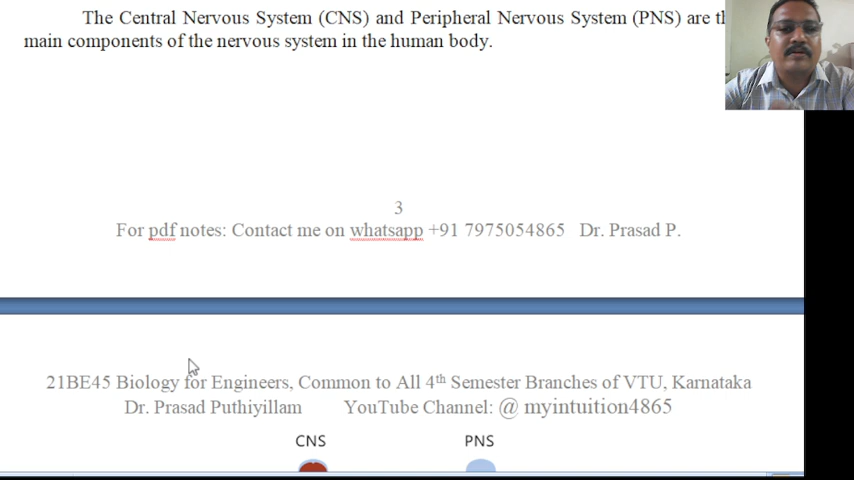 The Central Nervous System (CNS) and Peripheral Nervous System (PNS) are
main components of the nervous system in the human body.
3
For pdf notes: Contact me on whatsapp +91 7975054865 Dr. Prasad P.
21BE45 Biology for Engineers, Common to All 4th Semester Branches of VTU, Karnataka
Dr. Prasad Puthiyillam YouTube Channel: @ myintuition4865
CNS PNS